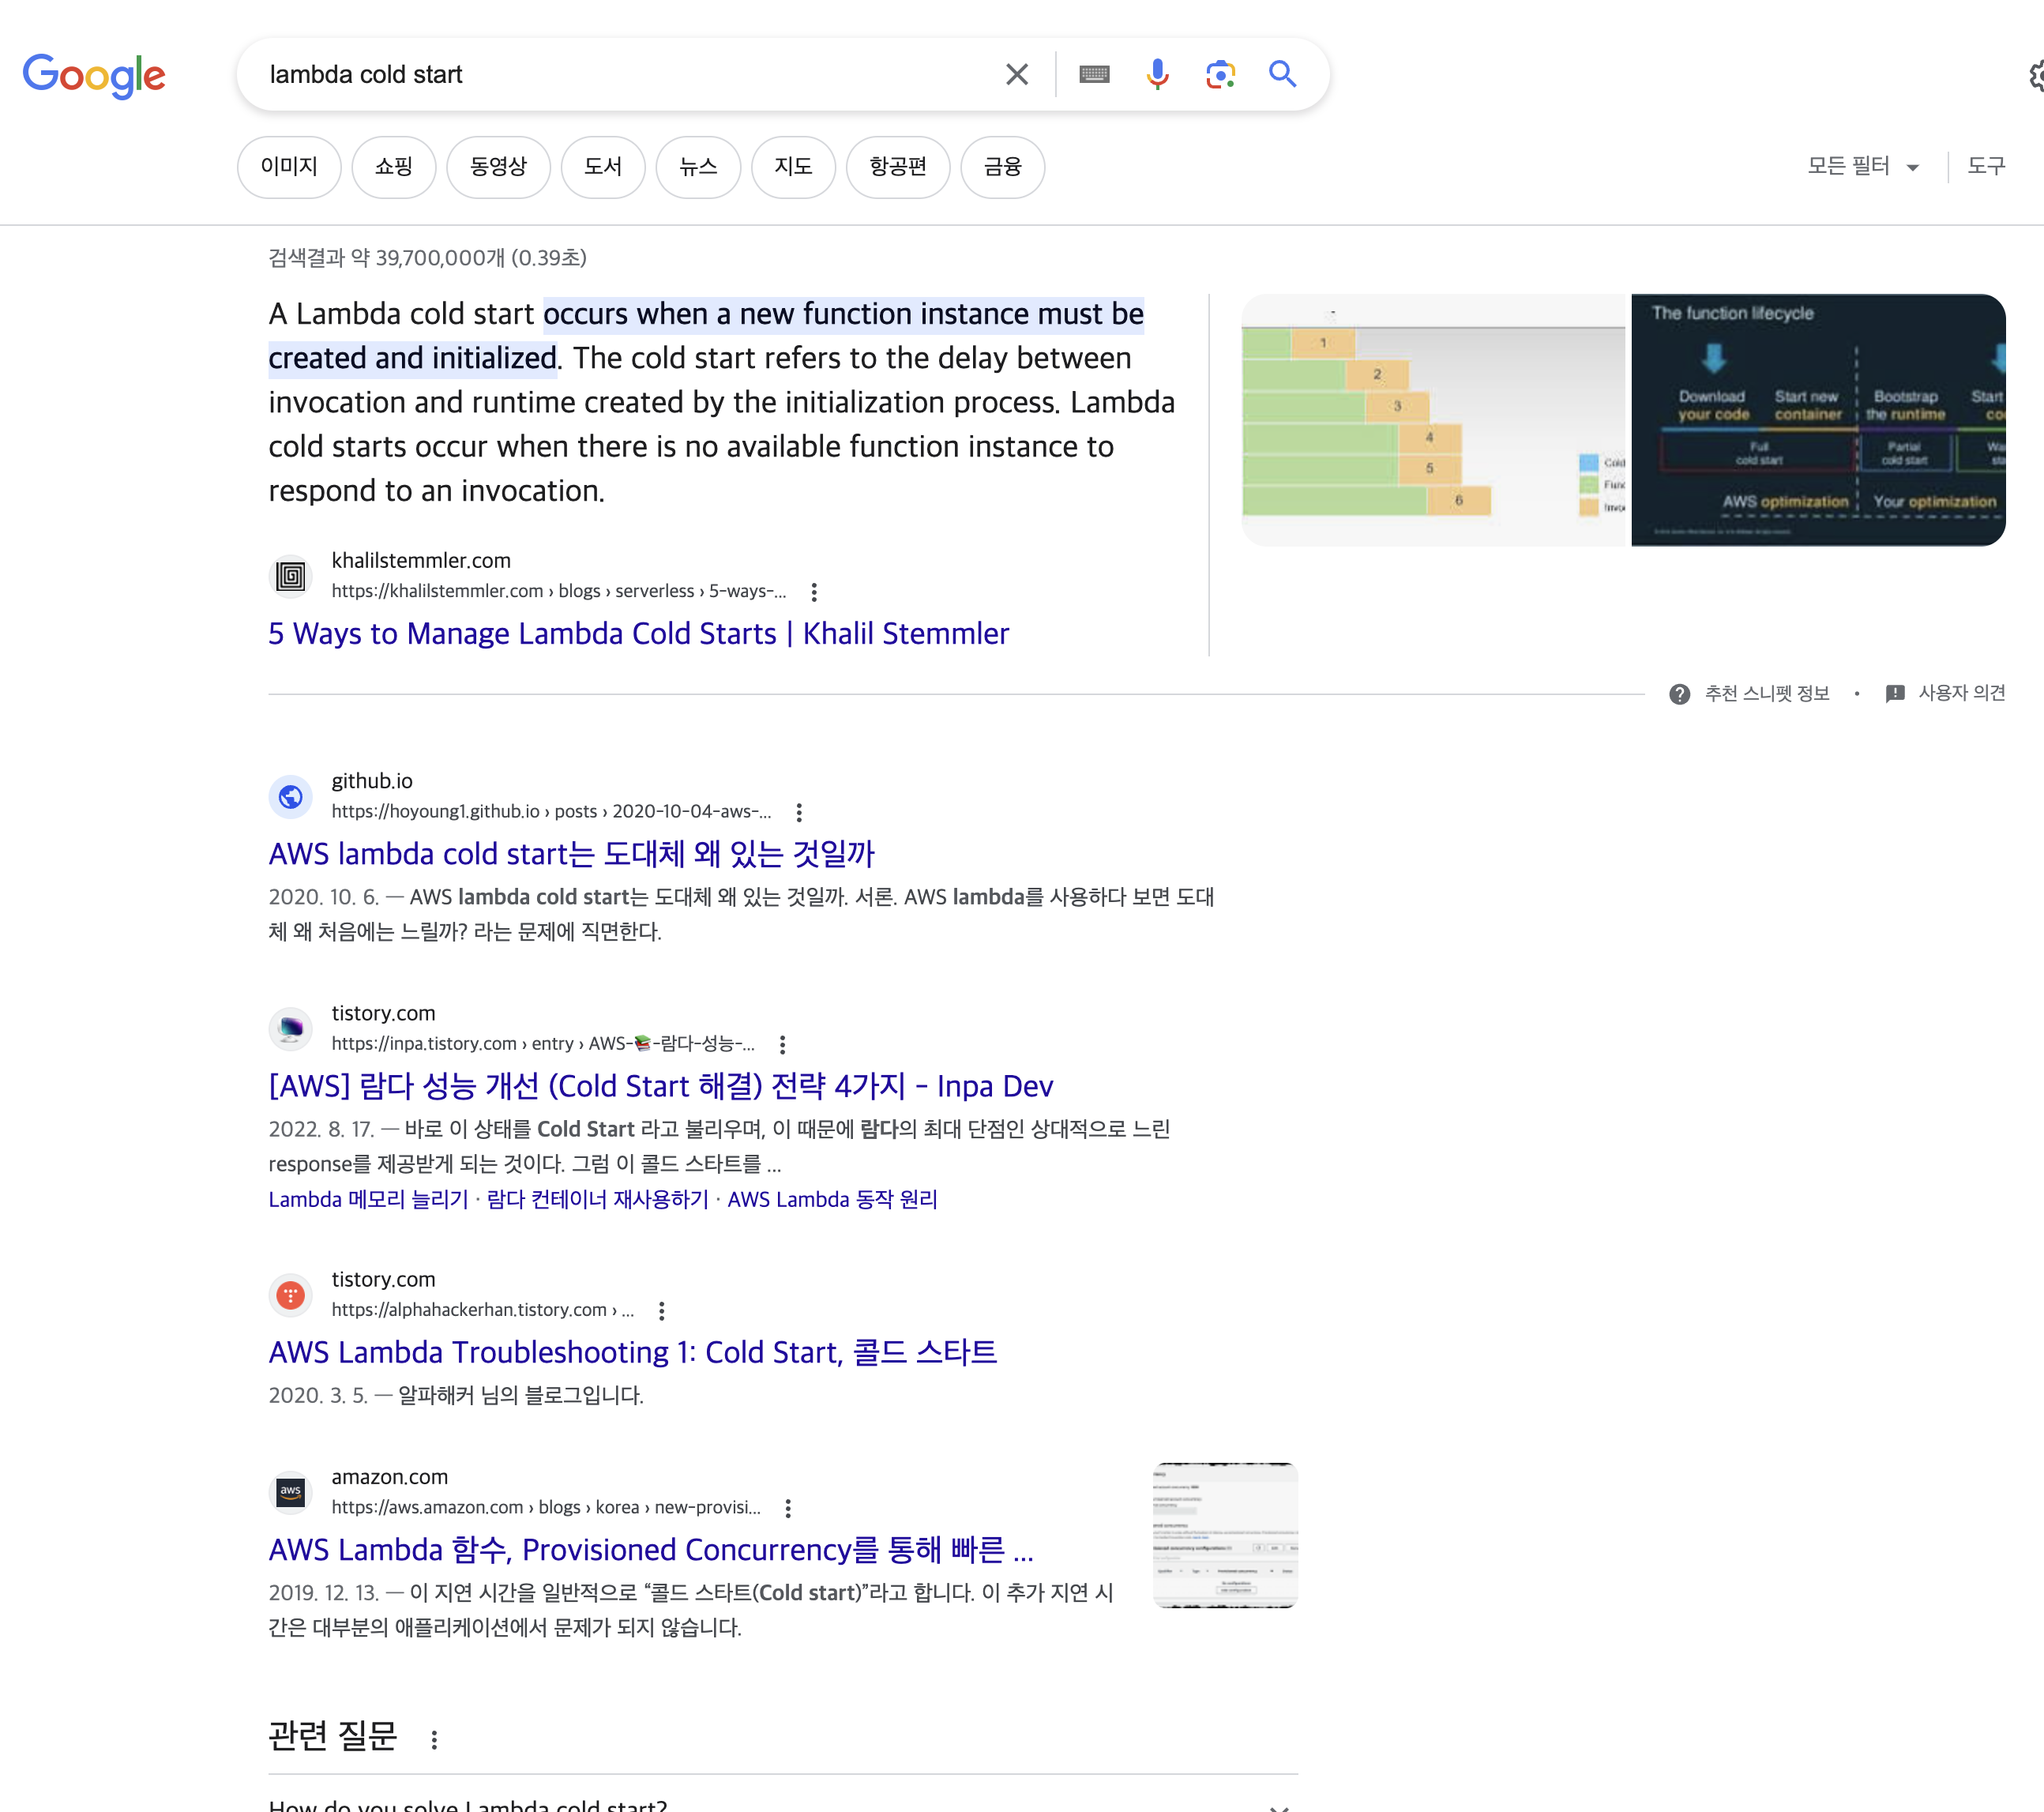 Google
lambda cold start
이미지
쇼핑
동영상
도서
뉴스
지도
항공편
금융
모든 필터
도구
검색결과 약 39,700,000개 (0.39초)
A Lambda cold start occurs when a new function instance must be
created and initialized. The cold start refers to the delay between
invocation and runtime created by the initialization process. Lambda
cold starts occur when there is no available function instance to
respond to an invocation.
1
2
3
4
5
6
The function lifecycle
Download
your code
Start new
container
Bootstrap
the runtime
Start
Full
cold start
Partial
cold start
AWS optimization
Your optimization
khalilstemmler.com
https://khalilstemmler.com › blogs › serverless › 5-ways-...
5 Ways to Manage Lambda Cold Starts | Khalil Stemmler
추천 스니펫 정보
•
사용자 의견
github.io
https://hoyoung1.github.io › posts › 2020-10-04-aws-...
AWS lambda cold start는 도대체 왜 있는 것일까
2020. 10. 6. — AWS lambda cold start는 도대체 왜 있는 것일까. 서론. AWS lambda를 사용하다 보면 도대
체 왜 처음에는 느릴까? 라는 문제에 직면한다.
tistory.com
https://inpa.tistory.com › entry › AWS-📚-람다-성능-...
[AWS] 람다 성능 개선 (Cold Start 해결) 전략 4가지 - Inpa Dev
2022. 8. 17. — 바로 이 상태를 Cold Start 라고 불리우며, 이 때문에 람다의 최대 단점인 상대적으로 느린
response를 제공받게 되는 것이다. 그럼 이 콜드 스타트를 ...
Lambda 메모리 늘리기 · 람다 컨테이너 재사용하기 · AWS Lambda 동작 원리
tistory.com
https://alphahackerhan.tistory.com › ...
AWS Lambda Troubleshooting 1: Cold Start, 콜드 스타트
2020. 3. 5. — 알파해커 님의 블로그입니다.
aws
amazon.com
https://aws.amazon.com › blogs › korea › new-provisi...
AWS Lambda 함수, Provisioned Concurrency를 통해 빠른 ...
2019. 12. 13. — 이 지연 시간을 일반적으로 “콜드 스타트(Cold start)”라고 합니다. 이 추가 지연 시
간은 대부분의 애플리케이션에서 문제가 되지 않습니다.
관련 질문
How do you solve Lambda cold start?